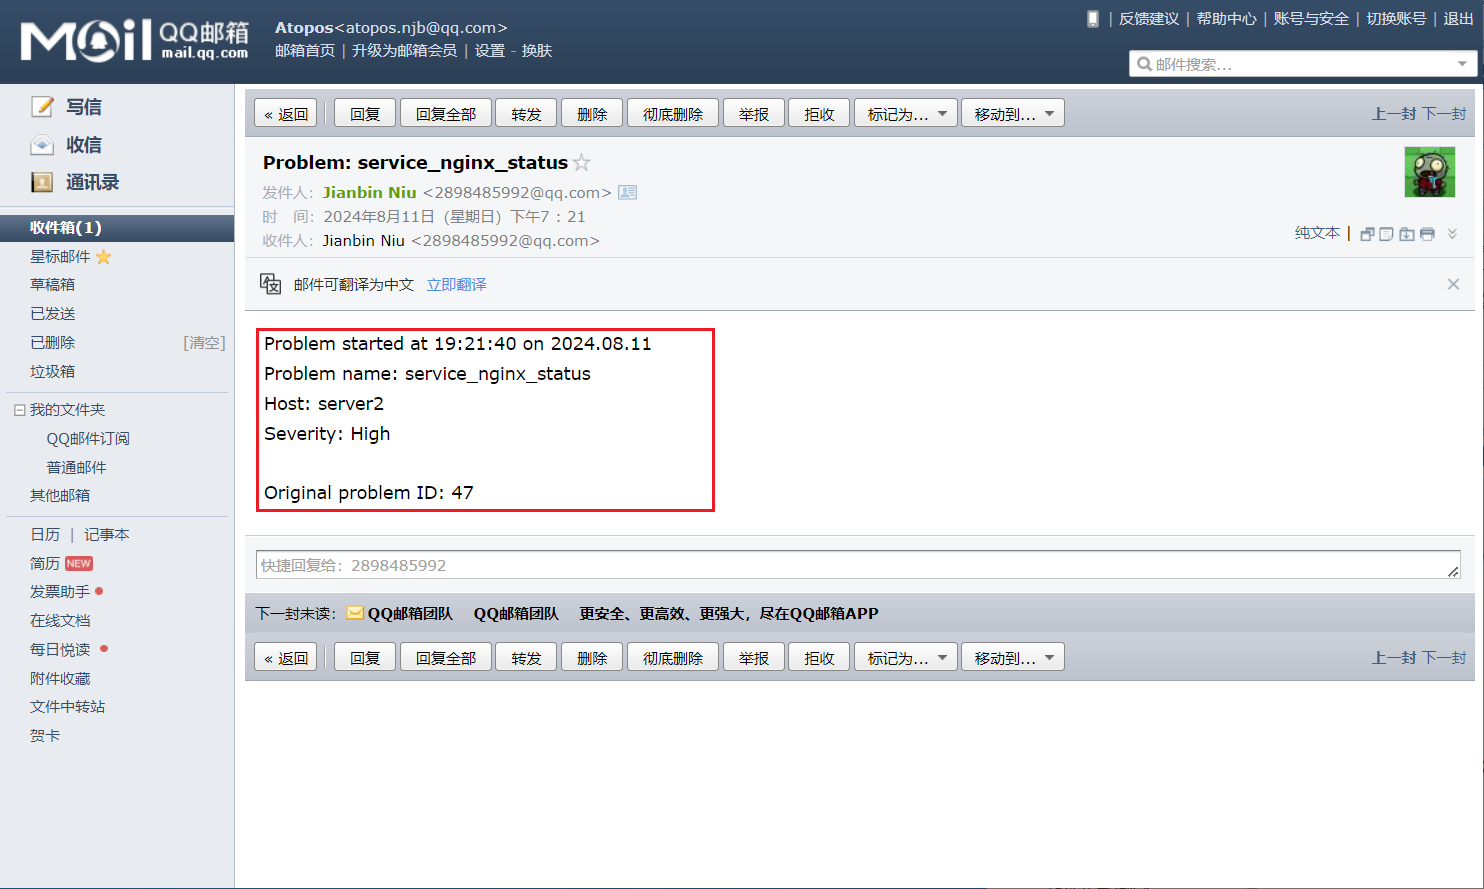 Mail QQ邮箱 mail.qq.com
Atopos<atopos.njb@qq.com>
邮箱首页 | 升级为邮箱会员 | 设置 - 换肤
| 反馈建议 | 帮助中心 | 账号与安全 | 切换账号 | 退出
邮件搜索...
写信
收信
通讯录
收件箱(1)
星标邮件
草稿箱
已发送
已删除 [清空]
垃圾箱
我的文件夹
QQ邮件订阅
普通邮件
其他邮箱
日历 | 记事本
简历 NEW
发票助手
在线文档
每日悦读
附件收藏
文件中转站
贺卡
« 返回 回复 回复全部 转发 删除 彻底删除 举报 拒收 标记为... 移动到... 上一封 下一封
Problem: service_nginx_status
发件人： Jianbin Niu <2898485992@qq.com>
时 间： 2024年8月11日（星期日）下午7：21
收件人： Jianbin Niu <2898485992@qq.com>
纯文本 |
邮件可翻译为中文 立即翻译
Problem started at 19:21:40 on 2024.08.11
Problem name: service_nginx_status
Host: server2
Severity: High
Original problem ID: 47
快捷回复给：2898485992
下一封未读： QQ邮箱团队 QQ邮箱团队 更安全、更高效、更强大，尽在QQ邮箱APP
« 返回 回复 回复全部 转发 删除 彻底删除 举报 拒收 标记为... 移动到... 上一封 下一封